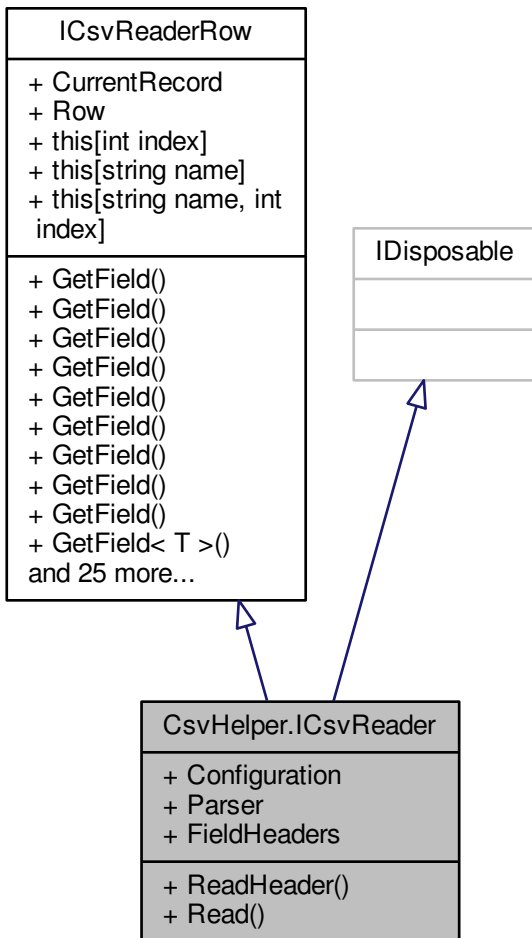 ICsvReaderRow
+ CurrentRecord
+ Row
+ this[int index]
+ this[string name]
+ this[string name, int
index]
+ GetField()
+ GetField()
+ GetField()
+ GetField()
+ GetField()
+ GetField()
+ GetField()
+ GetField()
+ GetField()
+ GetField< T >()
and 25 more...
IDisposable
CsvHelper.ICsvReader
+ Configuration
+ Parser
+ FieldHeaders
+ ReadHeader()
+ Read()